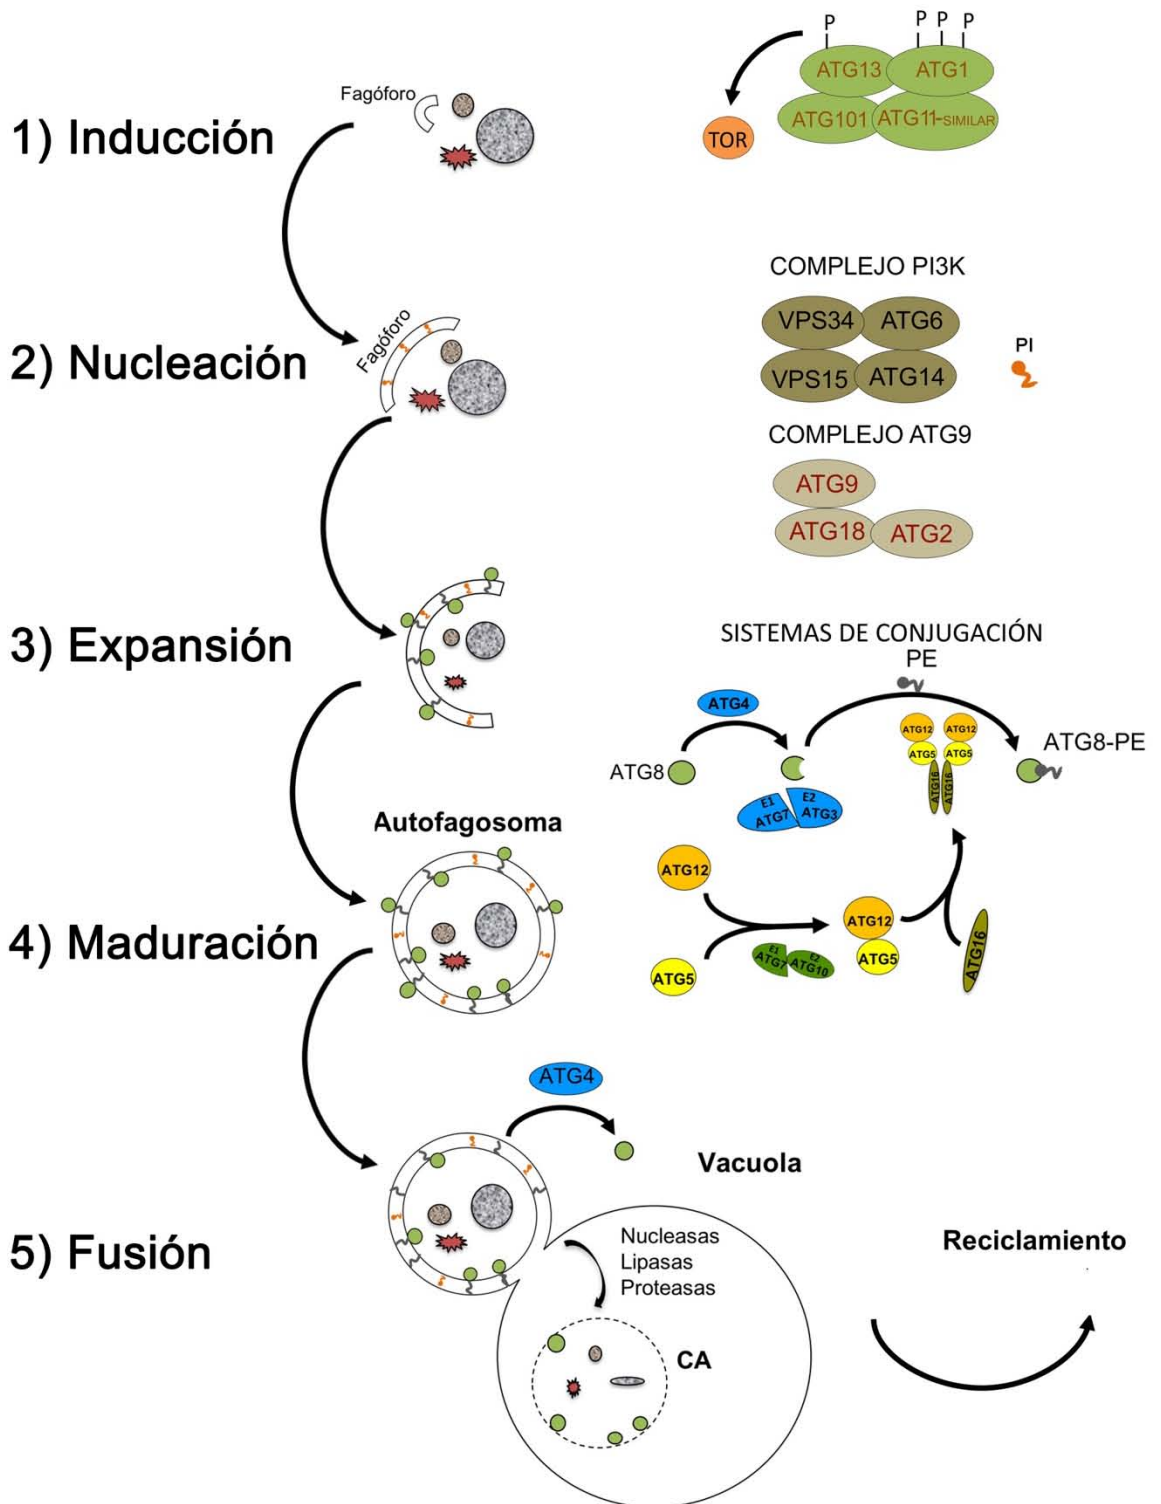 P
P
P
P
ATG13
ATG1
ATG101
ATG11-SIMILAR
TOR
Fagóforo
1) Inducción
COMPLEJO PI3K
VPS34
ATG6
VPS15
ATG14
PI
Fagóforo
2) Nucleación
COMPLEJO ATG9
ATG9
ATG18
ATG2
3) Expansión
SISTEMAS DE CONJUGACIÓN
PE
ATG4
ATG8
E1
ATG7
E2
ATG3
ATG12
ATG12
ATG5
ATG5
ATG16
ATG16
ATG8-PE
Autofagosoma
4) Maduración
ATG12
ATG5
E1
ATG7
E2
ATG10
ATG12
ATG5
ATG16
ATG4
5) Fusión
Vacuola
Nucleasas
Lipasas
Proteasas
CA
Reciclamiento